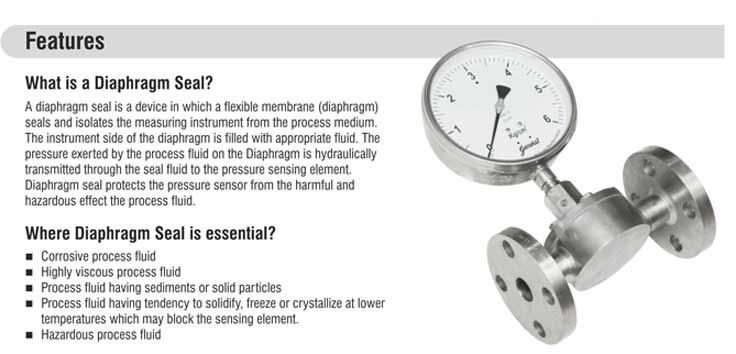 Features
What is a Diaphragm Seal?
A diaphragm seal is a device in which a flexible membrane (diaphragm)
seals and isolates the measuring instrument from the process medium.
The instrument side of the diaphragm is filled with appropriate fluid. The
pressure exerted by the process fluid on the Diaphragm is hydraulically
transmitted through the seal fluid to the pressure sensing element.
Diaphragm seal protects the pressure sensor from the harmful and
hazardous effect the process fluid.
Where Diaphragm Seal is essential?
■ Corrosive process fluid
■ Highly viscous process fluid
■ Process fluid having sediments or solid particles
■ Process fluid having tendency to solidify, freeze or crystallize at lower
temperatures which may block the sensing element.
■ Hazardous process fluid
0 1 2 3 4 5 6